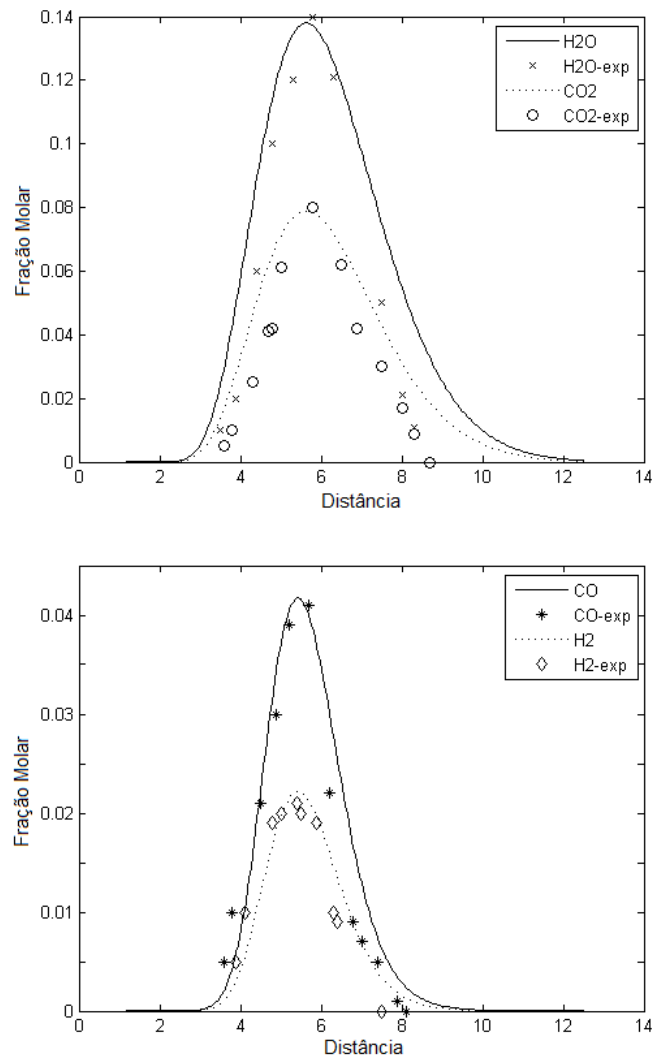 0.14
0.12
0.1
0.08
0.06
0.04
0.02
0
Fração Molar
H2O
H2O-exp
CO2
CO2-exp
0 2 4 6 8 10 12 14
Distância
0.04
0.03
0.02
0.01
0
Fração Molar
CO
CO-exp
H2
H2-exp
0 2 4 6 8 10 12 14
Distância